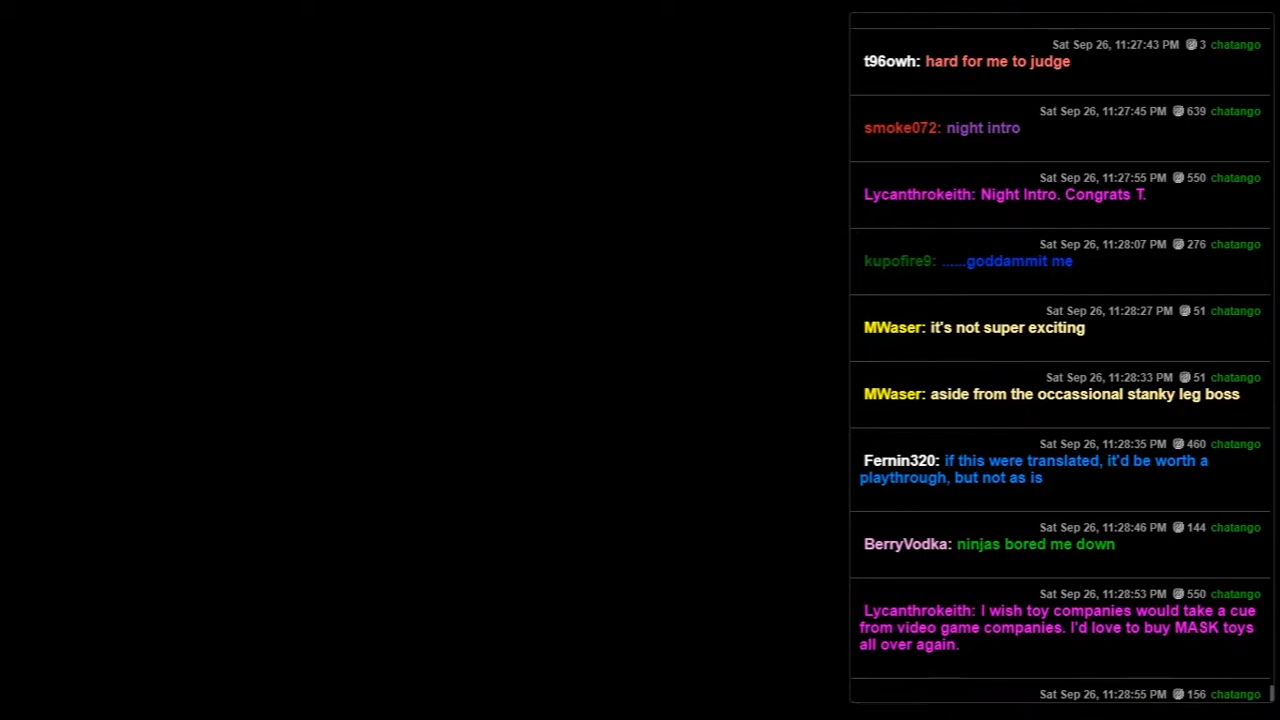 Sat Sep 26, 11:27:43 PM 3 chatango
t96owh: hard for me to judge
Sat Sep 26, 11:27:45 PM 639 chatango
smoke072: night intro
Sat Sep 26, 11:27:55 PM 550 chatango
Lycanthrokeith: Night Intro. Congrats T.
Sat Sep 26, 11:28:07 PM 276 chatango
kupofire9: ......goddammit me
Sat Sep 26, 11:28:27 PM 51 chatango
MWaser: it's not super exciting
Sat Sep 26, 11:28:33 PM 51 chatango
MWaser: aside from the occassional stanky leg boss
Sat Sep 26, 11:28:35 PM 460 chatango
Fernin320: if this were translated, it'd be worth a
playthrough, but not as is
Sat Sep 26, 11:28:46 PM 144 chatango
BerryVodka: ninjas bored me down
Sat Sep 26, 11:28:53 PM 550 chatango
Lycanthrokeith: I wish toy companies would take a cue
from video game companies. I'd love to buy MASK toys
all over again.
Sat Sep 26, 11:28:55 PM 156 chatango